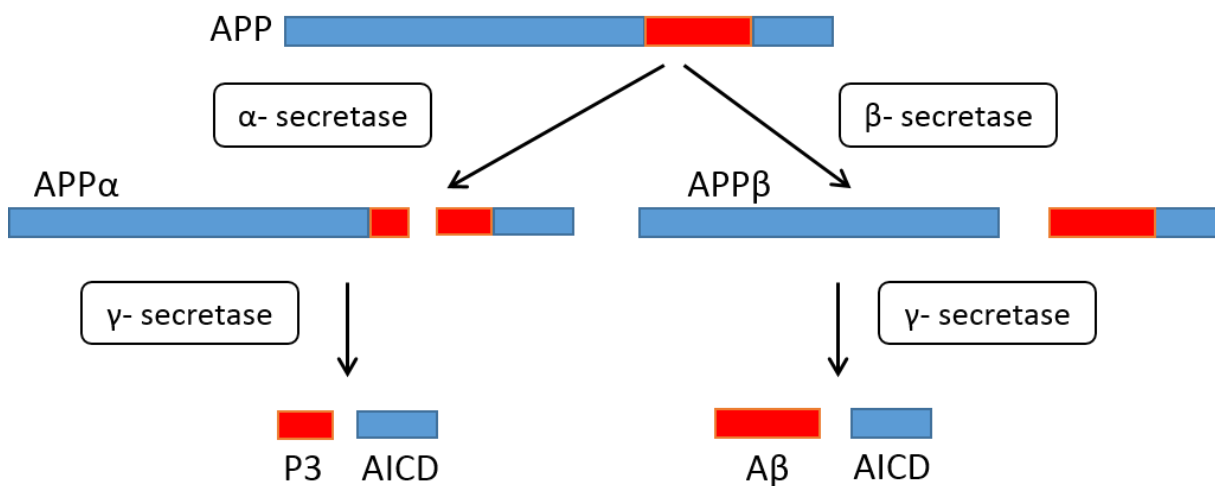 APP
α- secretase
β- secretase
APPα
APPβ
γ- secretase
γ- secretase
P3
AICD
Aβ
AICD